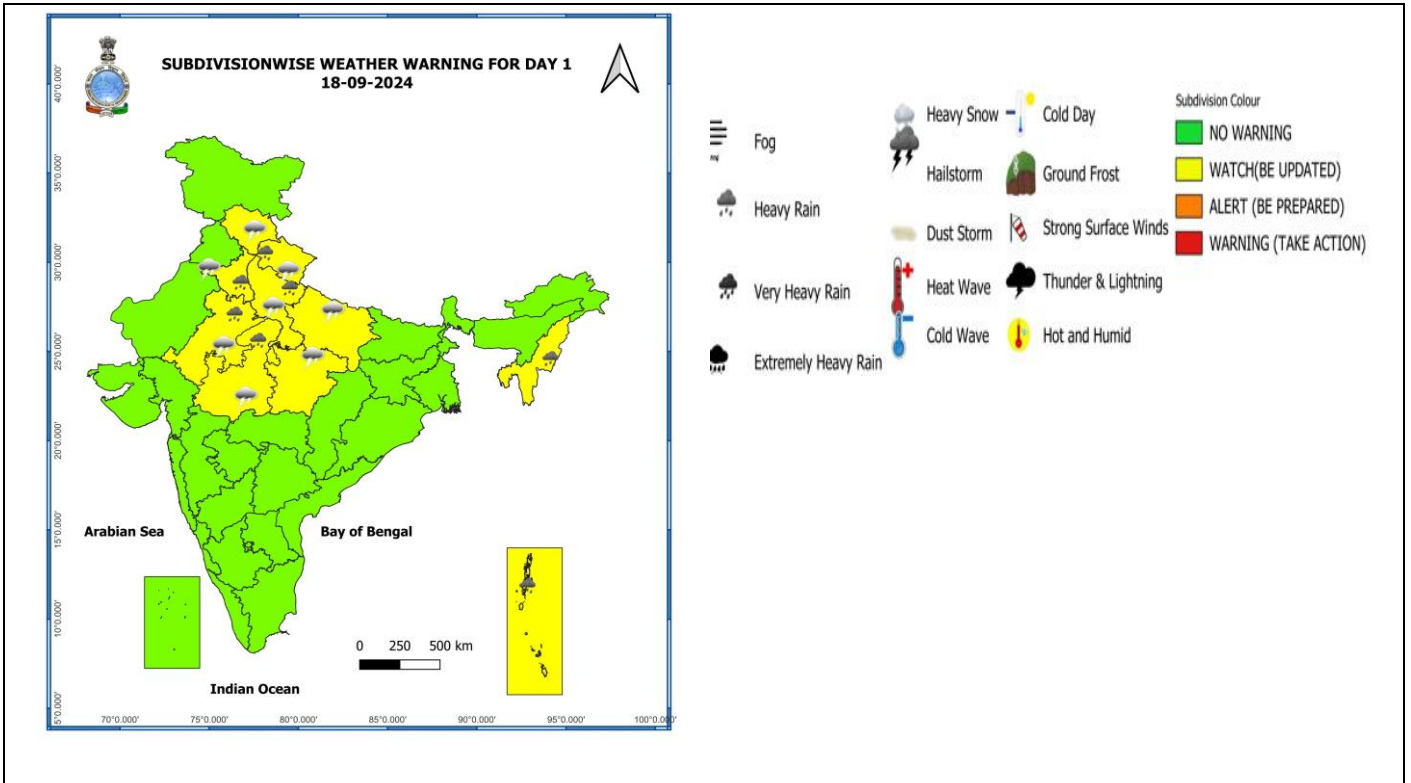 SUBDIVISIONWISE WEATHER WARNING FOR DAY 1
18-09-2024
40°0.000'
35°0.000'
30°0.000'
25°0.000'
20°0.000'
15°0.000'
10°0.000'
5°0.000'
Arabian Sea
Bay of Bengal
Indian Ocean
0 250 500 km
70°0.000' 75°0.000' 80°0.000' 85°0.000' 90°0.000' 95°0.000' 100°0.000'
Fog
Heavy Rain
Very Heavy Rain
Extremely Heavy Rain
Heavy Snow
Hailstorm
Dust Storm
Heat Wave
Cold Wave
Cold Day
Ground Frost
Strong Surface Winds
Thunder & Lightning
Hot and Humid
Subdivision Colour
NO WARNING
WATCH(BE UPDATED)
ALERT (BE PREPARED)
WARNING (TAKE ACTION)